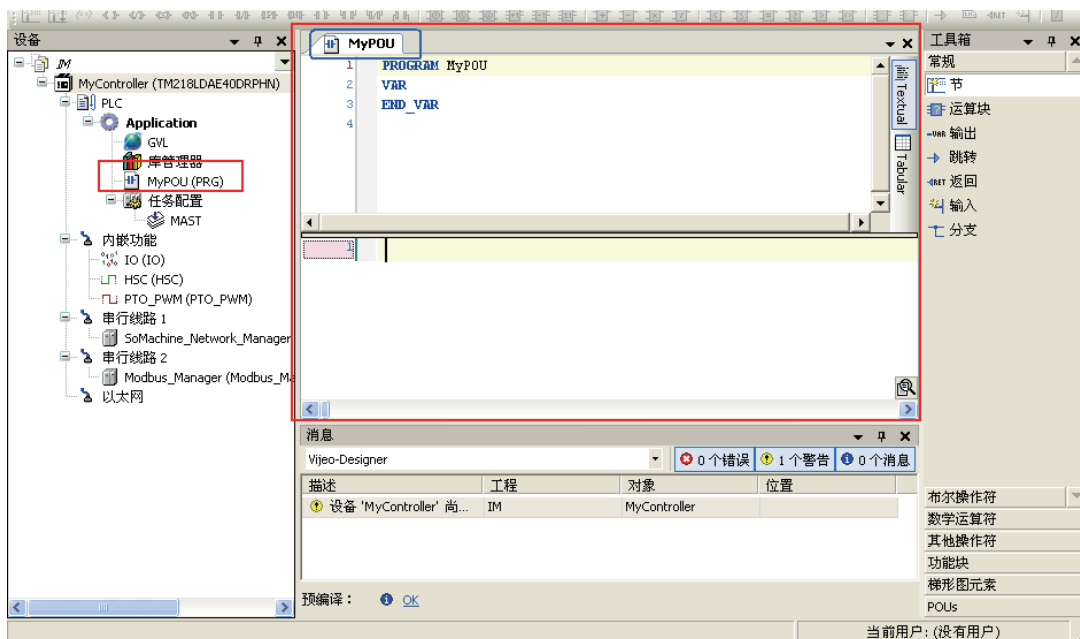 设备
IM
MyController (TM218LDAE40DRPHN)
PLC
Application
GVL
库管理器
MyPOU (PRG)
任务配置
MAST
内嵌功能
IO (IO)
HSC (HSC)
PTO_PWM (PTO_PWM)
串行线路 1
SoMachine_Network_Manager
串行线路 2
Modbus_Manager (Modbus_Ma
以太网
MyPOU
1 PROGRAM MyPOU
2 VAR
3 END_VAR
4
Textual
Tabular
1
消息
Vijeo-Designer
0 个错误 1 个警告 0 个消息
描述 工程 对象 位置
设备 'MyController' 尚... IM MyController
预编译： OK
工具箱
常规
节
运算块
-VAR 输出
跳转
RET 返回
输入
分支
布尔操作符
数学运算符
其他操作符
功能块
梯形图元素
POUs
当前用户: (没有用户)